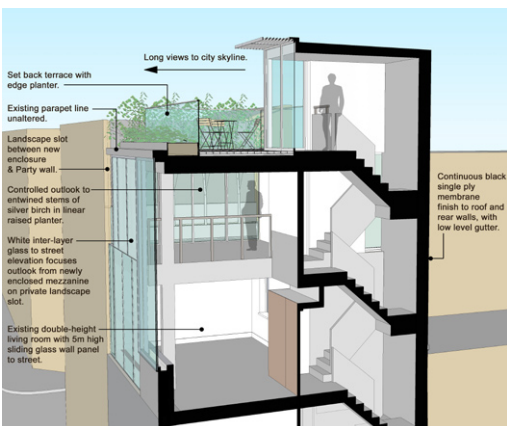 Long views to city skyline.
Set back terrace with
edge planter.
Existing parapet line
unaltered.
Landscape slot
between new
enclosure
& Party wall.
Controlled outlook to
entwined stems of
silver birch in linear
raised planter.
White inter-layer
glass to street
elevation focuses
outlook from newly
enclosed mezzanine
on private landscape
slot.
Existing double-height
living room with 5m high
sliding glass wall panel
to street.
Continuous black
single ply
membrane
finish to roof and
rear walls, with
low level gutter.